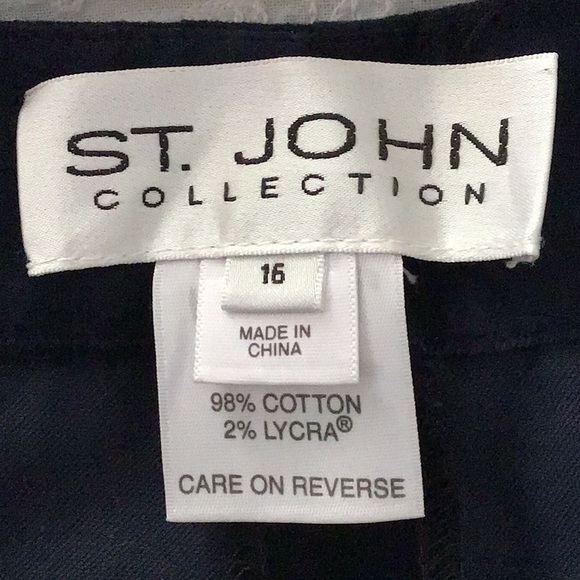 ST. JOHN
COLLECTION
16
MADE IN
CHINA
98% COTTON
2% LYCRA®
CARE ON REVERSE